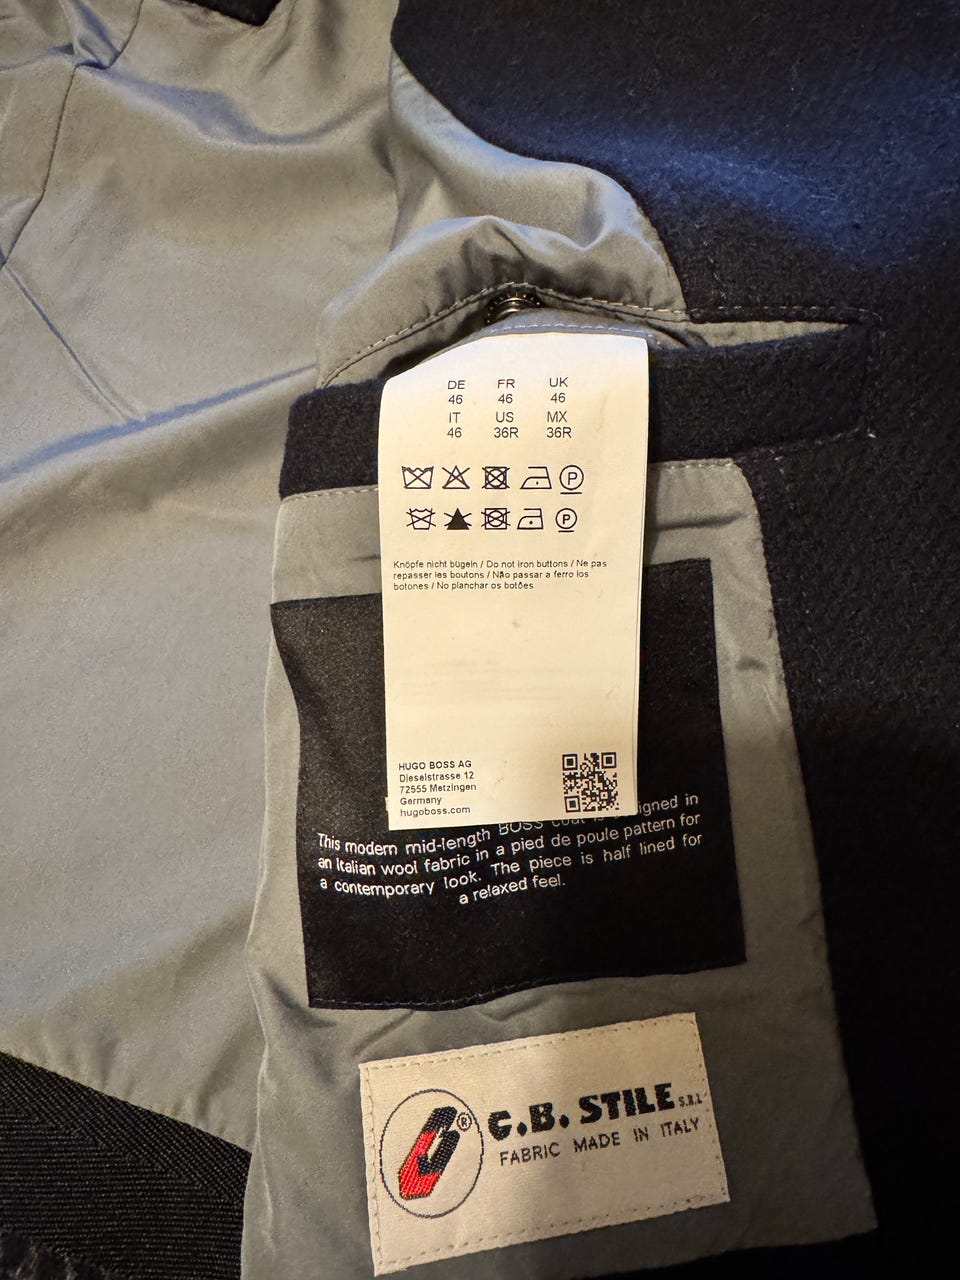 DE FR UK
46 46 46
IT US MX
46 36R 36R
P
P
Knöpfe nicht bügeln / Do not iron buttons / Ne pas
repasser les boutons / Não passar a ferro los
botones / No planchar os botões
HUGO BOSS AG
Dieselstrasse 12
72555 Metzingen
Germany
hugoboss.com
This modern mid-length BOSS coat is designed in
an Italian wool fabric in a pied de poule pattern for
a contemporary look. The piece is half lined for
a relaxed feel.
®
C.B. STILE S.R.L
FABRIC MADE IN ITALY